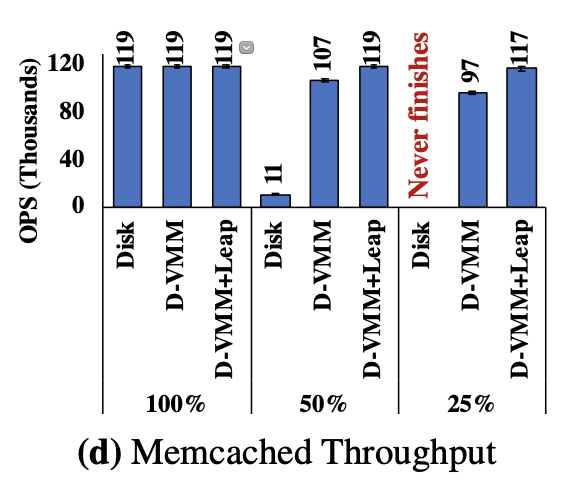 119
119
119
107
119
Never finishes
97
117
11
OPS (Thousands)
120
80
40
0
Disk
D-VMM
D-VMM+Leap
Disk
D-VMM
D-VMM+Leap
Disk
D-VMM
D-VMM+Leap
100%
50%
25%
(d) Memcached Throughput